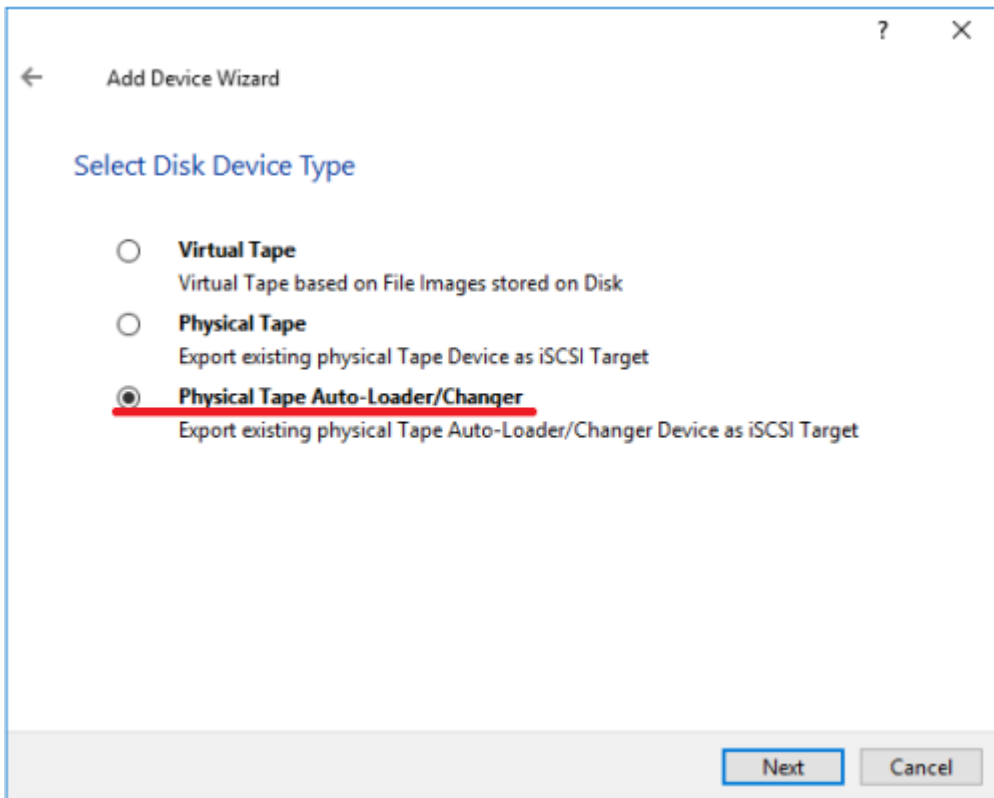 ?
Add Device Wizard
Select Disk Device Type
Virtual Tape
Virtual Tape based on File Images stored on Disk
Physical Tape
Export existing physical Tape Device as iSCSI Target
Physical Tape Auto-Loader/Changer
Export existing physical Tape Auto-Loader/Changer Device as iSCSI Target
Next Cancel